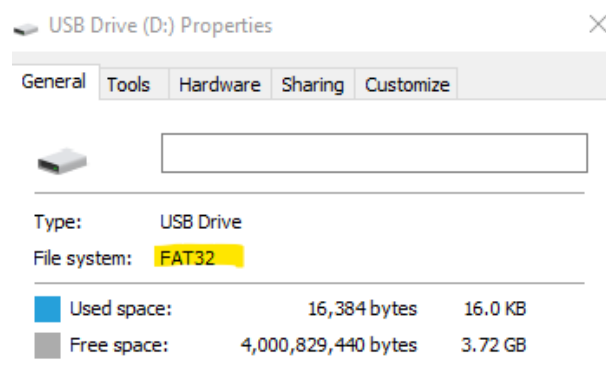 USB Drive (D:) Properties
General Tools Hardware Sharing Customize
Type: USB Drive
File system: FAT32
Used space: 16,384 bytes 16.0 KB
Free space: 4,000,829,440 bytes 3.72 GB